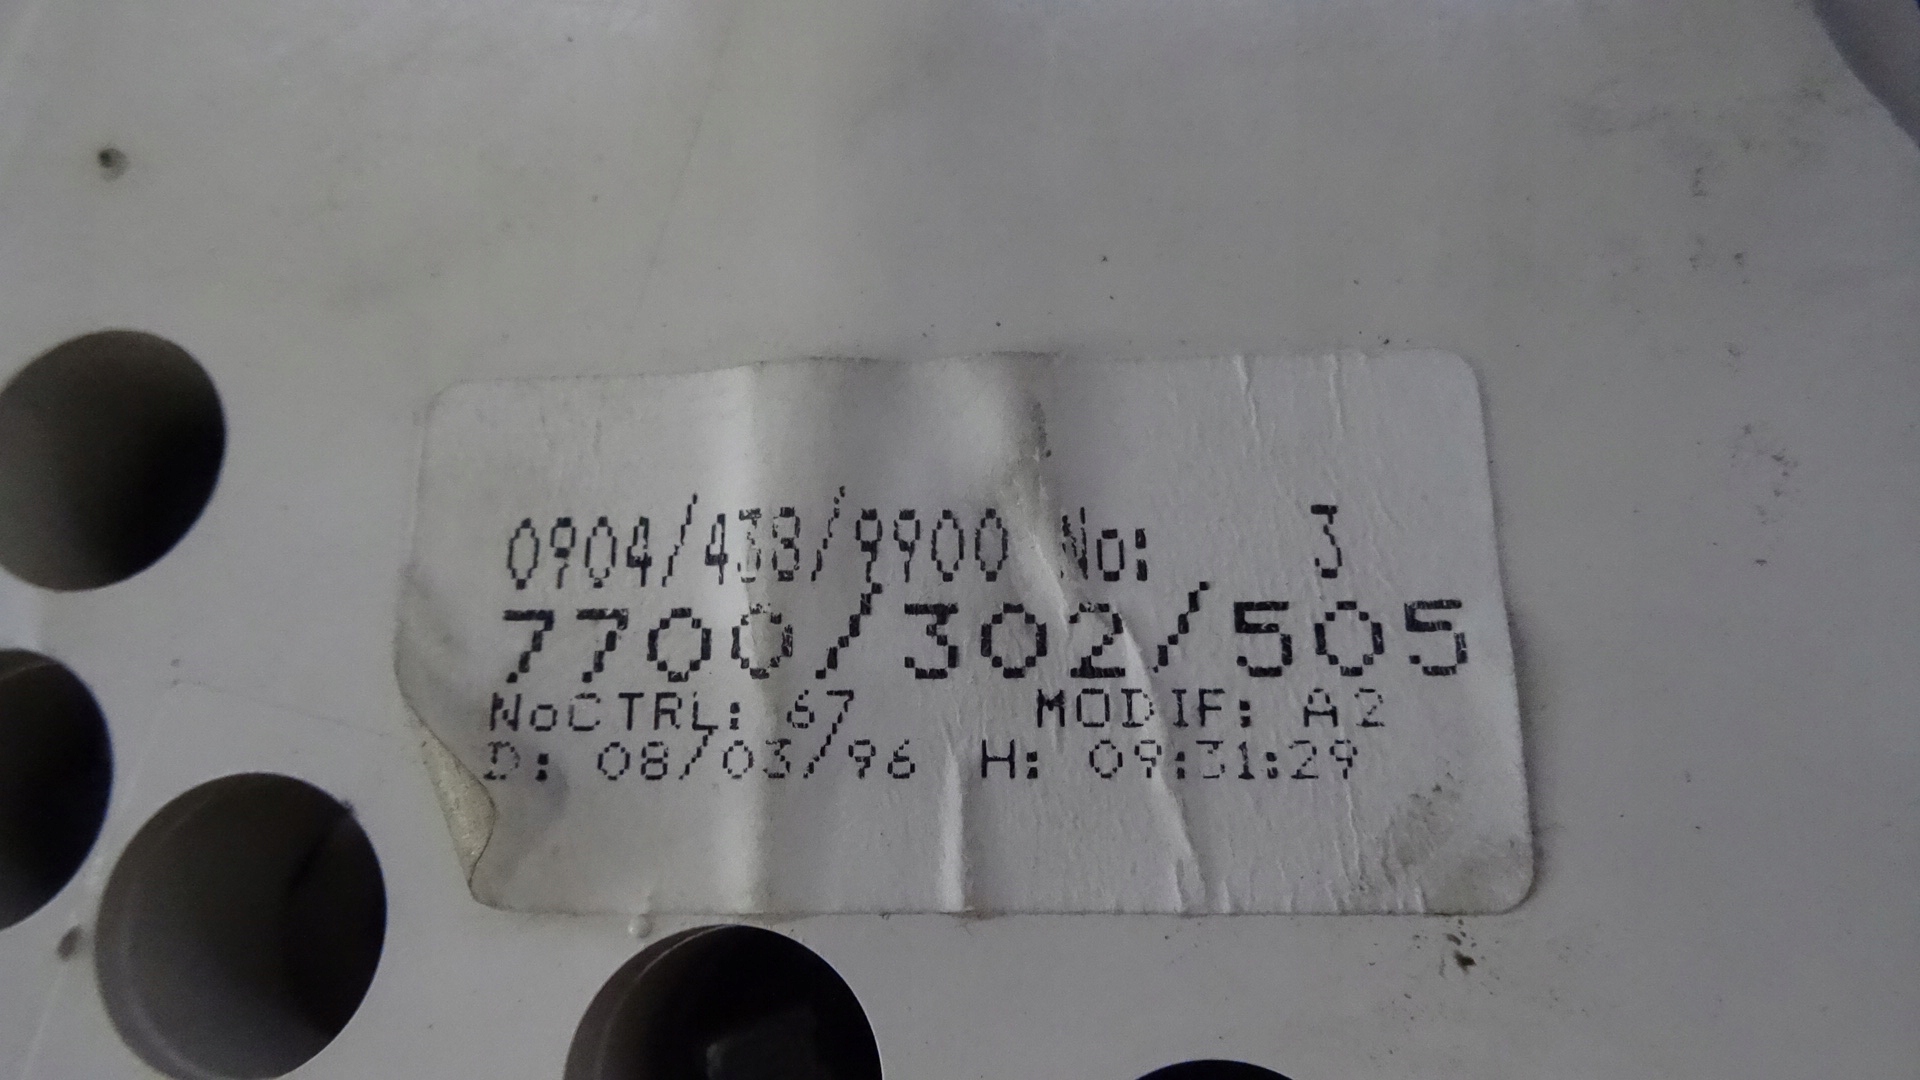 0904/438/9900 No: 3
7700/302/505
NoCTRL: 67 MODIF: A2
D: 08/03/96 H: 09:31:29